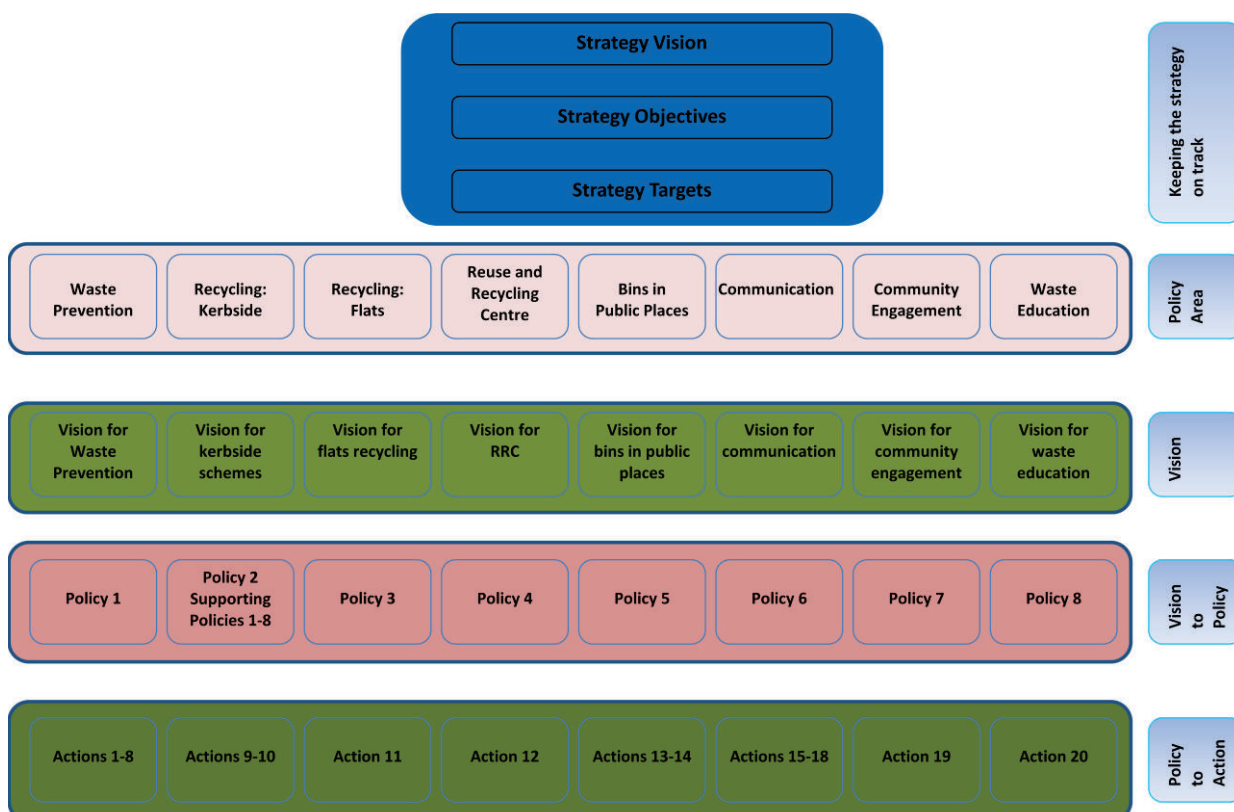 Strategy Vision
Strategy Objectives
Strategy Targets
Keeping the strategy
on track
Waste
Prevention
Recycling:
Kerbside
Recycling:
Flats
Reuse and
Recycling
Centre
Bins in
Public Places
Communication
Community
Engagement
Waste
Education
Policy
Area
Vision for
Waste
Prevention
Vision for
kerbside
schemes
Vision for
flats recycling
Vision for
RRC
Vision for
bins in public
places
Vision for
communication
Vision for
community
engagement
Vision for
waste
education
Vision
Policy 1
Policy 2
Supporting
Policies 1-8
Policy 3
Policy 4
Policy 5
Policy 6
Policy 7
Policy 8
Vision
to
Policy
Actions 1-8
Actions 9-10
Action 11
Action 12
Actions 13-14
Actions 15-18
Action 19
Action 20
Policy
to
Action